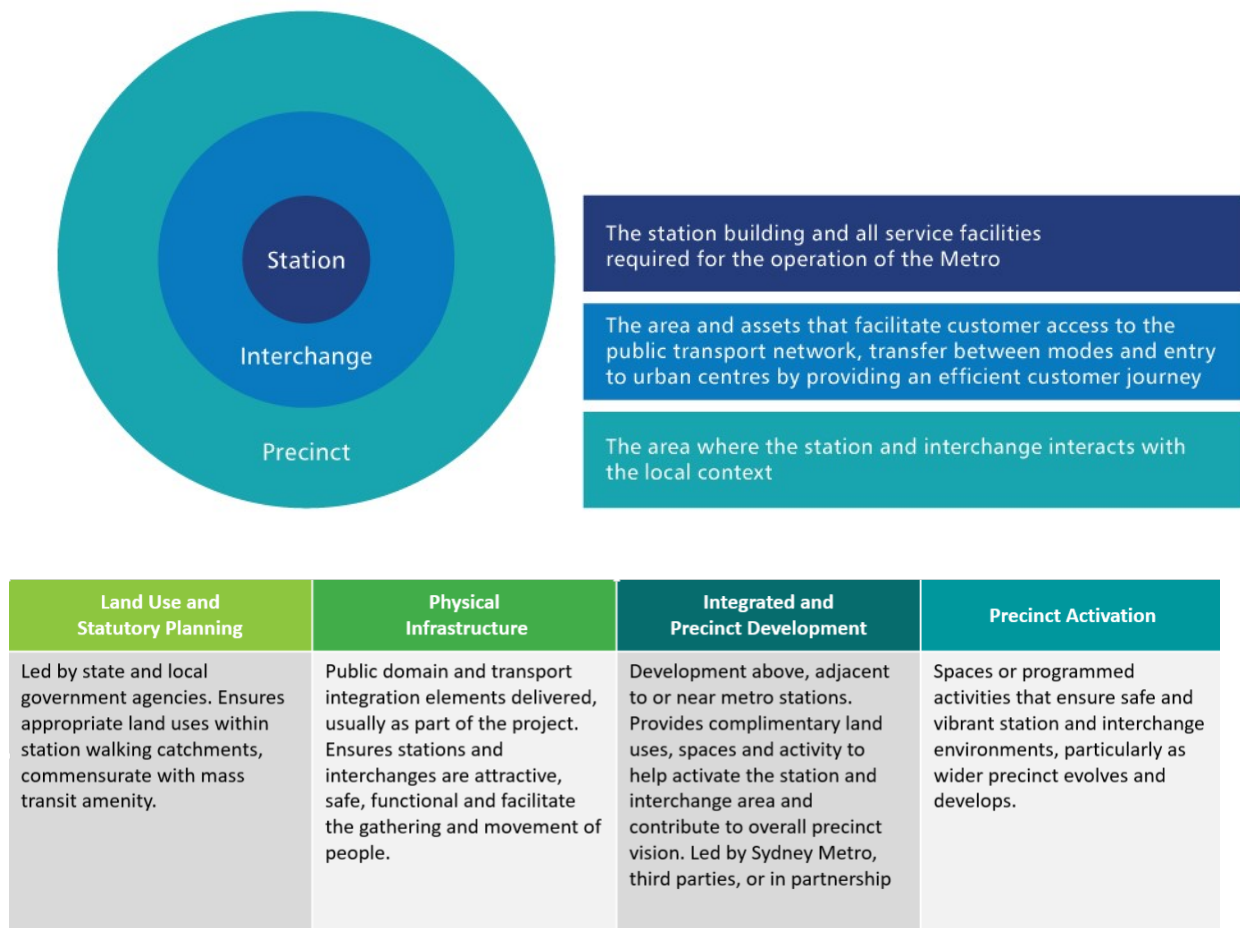 Station
Interchange
Precinct
The station building and all service facilities
required for the operation of the Metro
The area and assets that facilitate customer access to the
public transport network, transfer between modes and entry
to urban centres by providing an efficient customer journey
The area where the station and interchange interacts with
the local context
Land Use and
Statutory Planning
Led by state and local
government agencies. Ensures
appropriate land uses within
station walking catchments,
commensurate with mass
transit amenity.
Physical
Infrastructure
Public domain and transport
integration elements delivered,
usually as part of the project.
Ensures stations and
interchanges are attractive,
safe, functional and facilitate
the gathering and movement of
people.
Integrated and
Precinct Development
Development above, adjacent
to or near metro stations.
Provides complimentary land
uses, spaces and activity to
help activate the station and
interchange area and
contribute to overall precinct
vision. Led by Sydney Metro,
third parties, or in partnership
Precinct Activation
Spaces or programmed
activities that ensure safe and
vibrant station and interchange
environments, particularly as
wider precinct evolves and
develops.